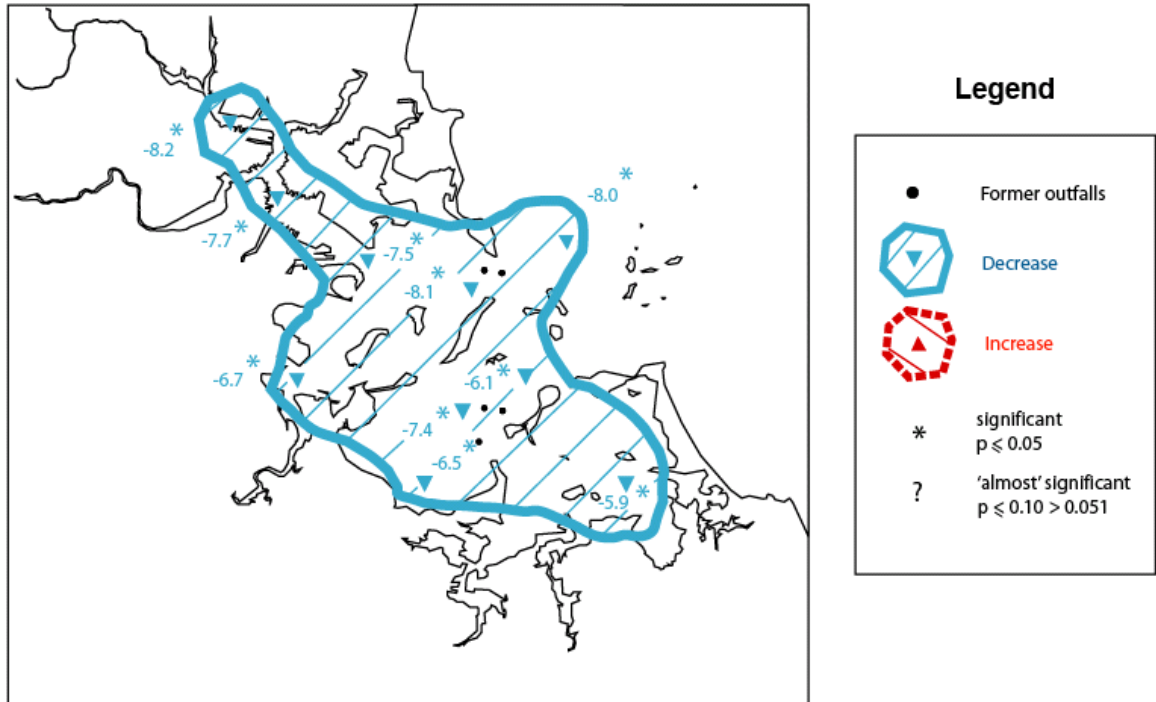 Legend
-8.2 *
-8.0 *
-7.7 *
-7.5 *
-8.1 *
-6.7 *
-6.1 *
-7.4 *
-6.5 *
-5.9 *
Former outfalls
Decrease
Increase
* significant
p ⩽ 0.05
? ‘almost’ significant
p ⩽ 0.10 > 0.051